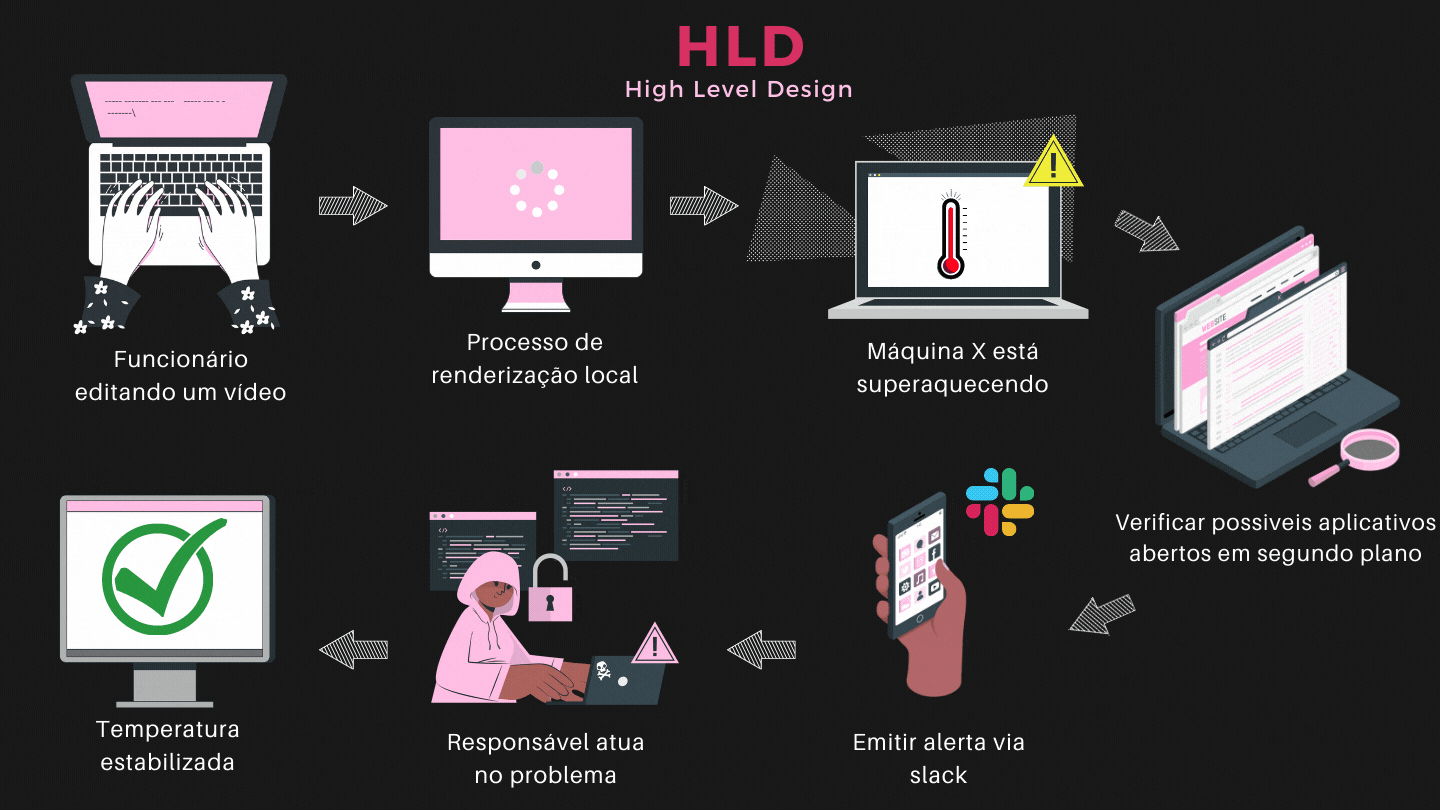 HLD
High Level Design
Funcionário
editando um vídeo
Processo de
renderização local
Máquina X está
superaquecendo
WEBSITE
Verificar possiveis aplicativos
abertos em segundo plano
Emitir alerta via
slack
Responsável atua
no problema
Temperatura
estabilizada